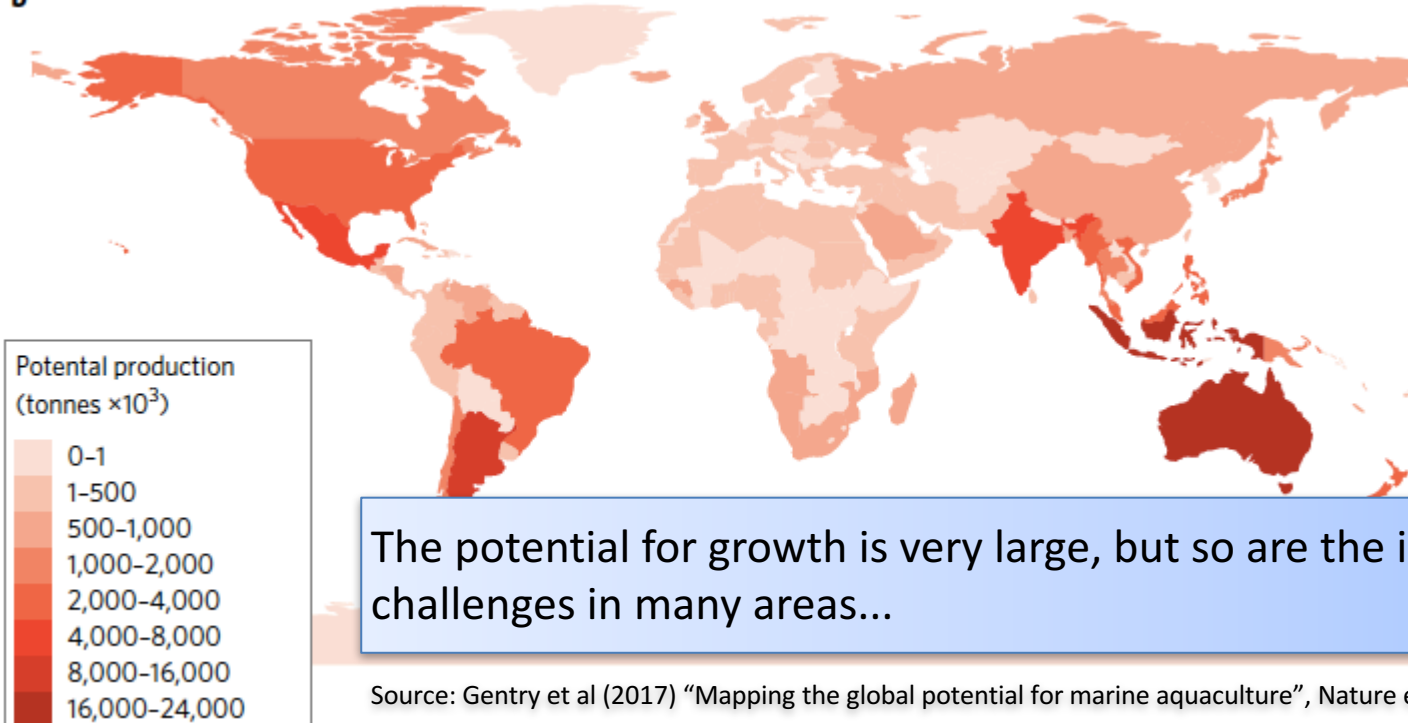 Potental production
(tonnes ×10³)
0–1
1–500
500–1,000
1,000–2,000
2,000–4,000
4,000–8,000
8,000–16,000
16,000–24,000
The potential for growth is very large, but so are the
challenges in many areas...
Source: Gentry et al (2017) “Mapping the global potential for marine aquaculture”, Nature